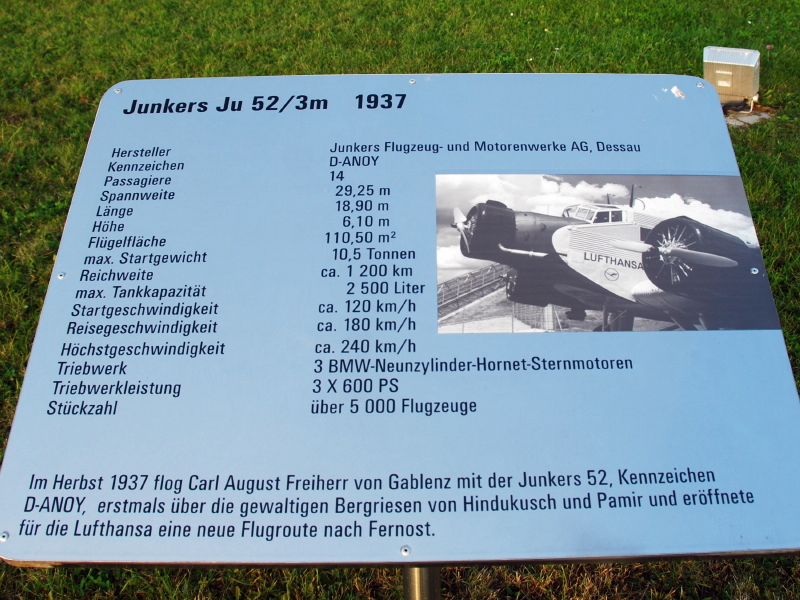 Junkers Ju 52/3m 1937
Hersteller Junkers Flugzeug- und Motorenwerke AG, Dessau
Kennzeichen D-ANOY
Passagiere 14
Spannweite 29,25 m
Länge 18,90 m
Höhe 6,10 m
Flügelfläche 110,50 m²
max. Startgewicht 10,5 Tonnen
Reichweite ca. 1 200 km
max. Tankkapazität 2 500 Liter
Startgeschwindigkeit ca. 120 km/h
Reisegeschwindigkeit ca. 180 km/h
Höchstgeschwindigkeit ca. 240 km/h
Triebwerk 3 BMW-Neunzylinder-Hornet-Sternmotoren
Triebwerkleistung 3 X 600 PS
Stückzahl über 5 000 Flugzeuge
LUFTHANSA
Im Herbst 1937 flog Carl August Freiherr von Gablenz mit der Junkers 52, Kennzeichen
D-ANOY, erstmals über die gewaltigen Bergriesen von Hindukusch und Pamir und eröffnete
für die Lufthansa eine neue Flugroute nach Fernost.